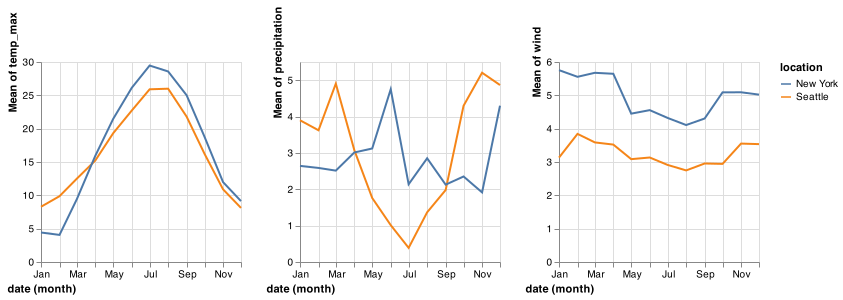 Mean of temp_max
30
25
20
15
10
5
0
Jan Mar May Jul Sep Nov
date (month)
Mean of precipitation
5
4
3
2
1
0
Jan Mar May Jul Sep Nov
date (month)
Mean of wind
6
5
4
3
2
1
0
Jan Mar May Jul Sep Nov
date (month)
location
New York
Seattle